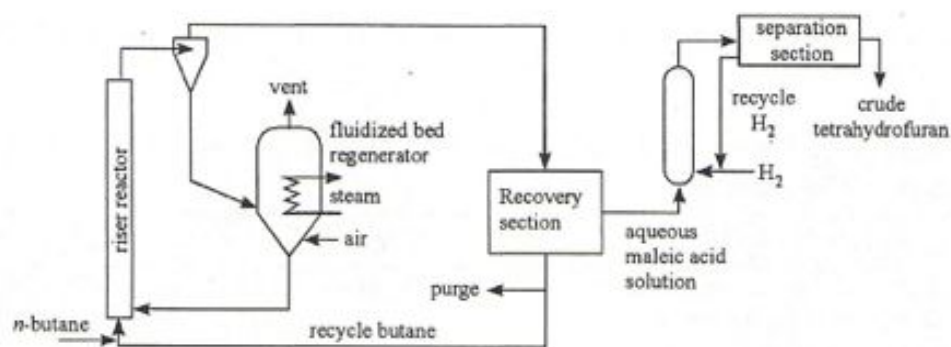 riser reactor
n-butane
vent
fluidized bed
regenerator
steam
air
recycle butane
purge
Recovery
section
aqueous
maleic acid
solution
separation
section
recycle
H₂
H₂
crude
tetrahydrofuran